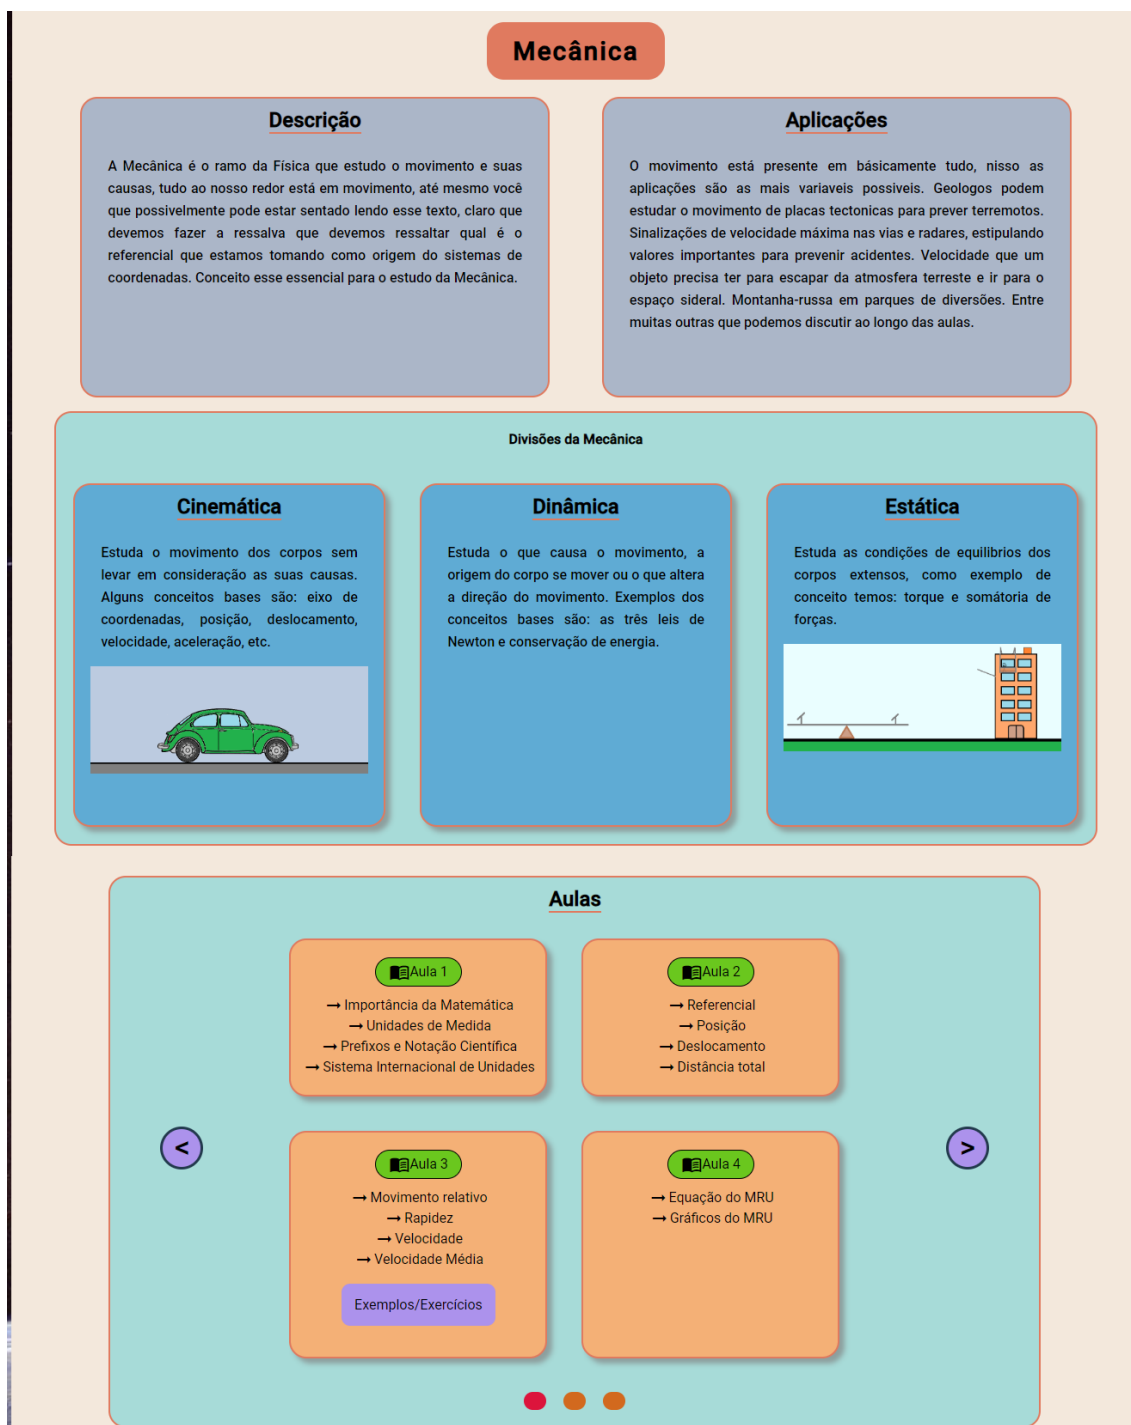 Mecânica
Descrição
A Mecânica é o ramo da Física que estudo o movimento e suas
causas, tudo ao nosso redor está em movimento, até mesmo você
que possivelmente pode estar sentado lendo esse texto, claro que
devemos fazer a ressalva que devemos ressaltar qual é o
referencial que estamos tomando como origem do sistemas de
coordenadas. Conceito esse essencial para o estudo da Mecânica.
Aplicações
O movimento está presente em básicamente tudo, nisso as
aplicações são as mais variaveis possiveis. Geologos podem
estudar o movimento de placas tectonicas para prever terremotos.
Sinalizações de velocidade máxima nas vias e radares, estipulando
valores importantes para prevenir acidentes. Velocidade que um
objeto precisa ter para escapar da atmosfera terreste e ir para o
espaço sideral. Montanha-russa em parques de diversões. Entre
muitas outras que podemos discutir ao longo das aulas.
Divisões da Mecânica
Cinemática
Estuda o movimento dos corpos sem
levar em consideração as suas causas.
Alguns conceitos bases são: eixo de
coordenadas, posição, deslocamento,
velocidade, aceleração, etc.
Dinâmica
Estuda o que causa o movimento, a
origem do corpo se mover ou o que altera
a direção do movimento. Exemplos dos
conceitos bases são: as três leis de
Newton e conservação de energia.
Estática
Estuda as condições de equilibrios dos
corpos extensos, como exemplo de
conceito temos: torque e somátoria de
forças.
Aulas
Aula 1
→ Importância da Matemática
→ Unidades de Medida
→ Prefixos e Notação Científica
→ Sistema Internacional de Unidades
Aula 2
→ Referencial
→ Posição
→ Deslocamento
→ Distância total
<
>
Aula 3
→ Movimento relativo
→ Rapidez
→ Velocidade
→ Velocidade Média
Exemplos/Exercícios
Aula 4
→ Equação do MRU
→ Gráficos do MRU